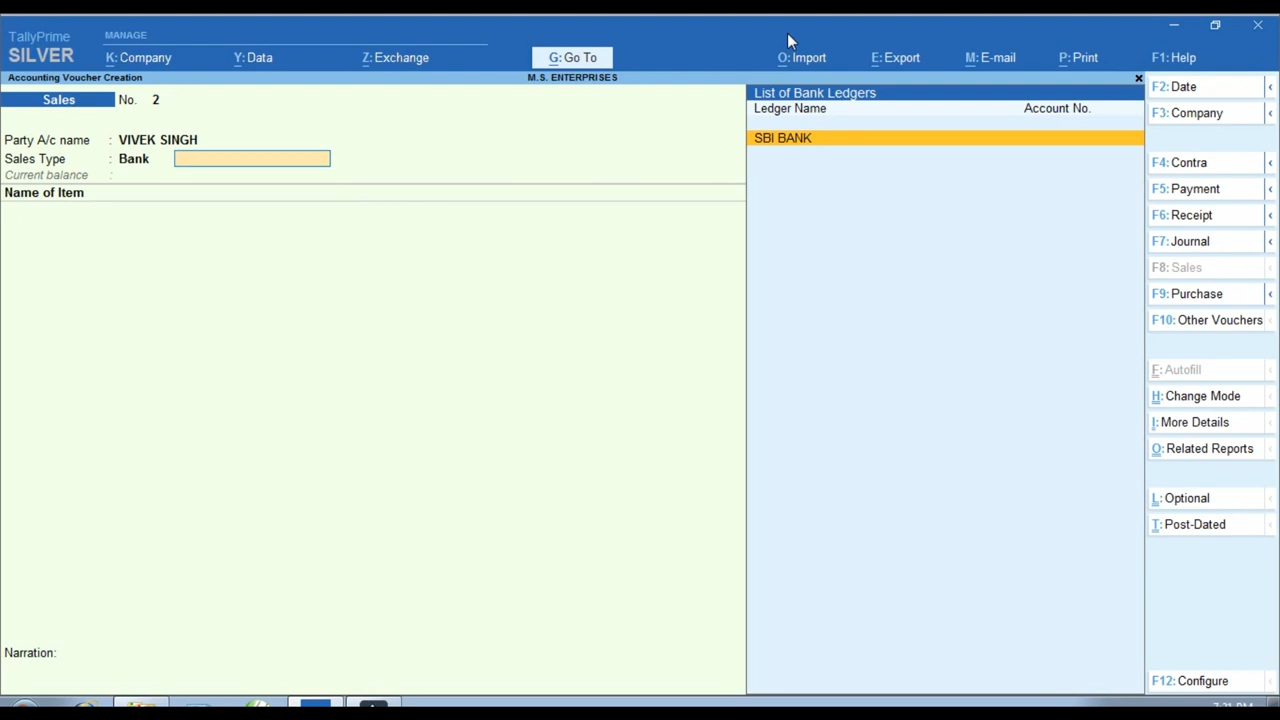 TallyPrime
SILVER
MANAGE
K: Company
Y: Data
Z: Exchange
G: Go To
O: Import
E: Export
M: E-mail
P: Print
F1: Help
Accounting Voucher Creation
M.S. ENTERPRISES
Sales No. 2
Party A/c name : VIVEK SINGH
Sales Type : Bank
Current balance :
Name of Item
Narration:
List of Bank Ledgers
Ledger Name Account No.
SBI BANK
F2: Date
F3: Company
F4: Contra
F5: Payment
F6: Receipt
F7: Journal
F8: Sales
F9: Purchase
F10: Other Vouchers
F: Autofill
H: Change Mode
I: More Details
O: Related Reports
L: Optional
T: Post-Dated
F12: Configure